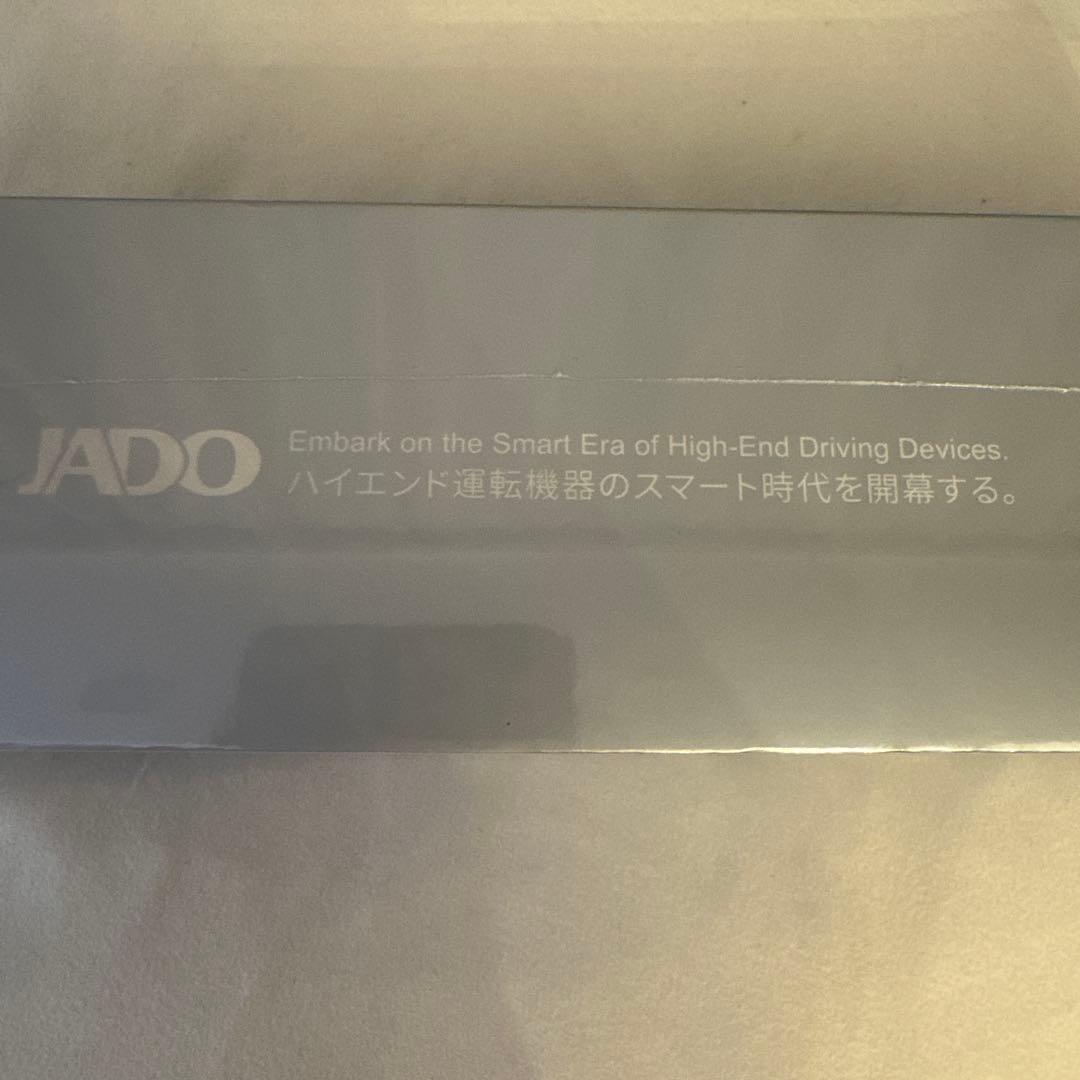 JADO
Embark on the Smart Era of High-End Driving Devices.
ハイエンド運転機器のスマート時代を開幕する。